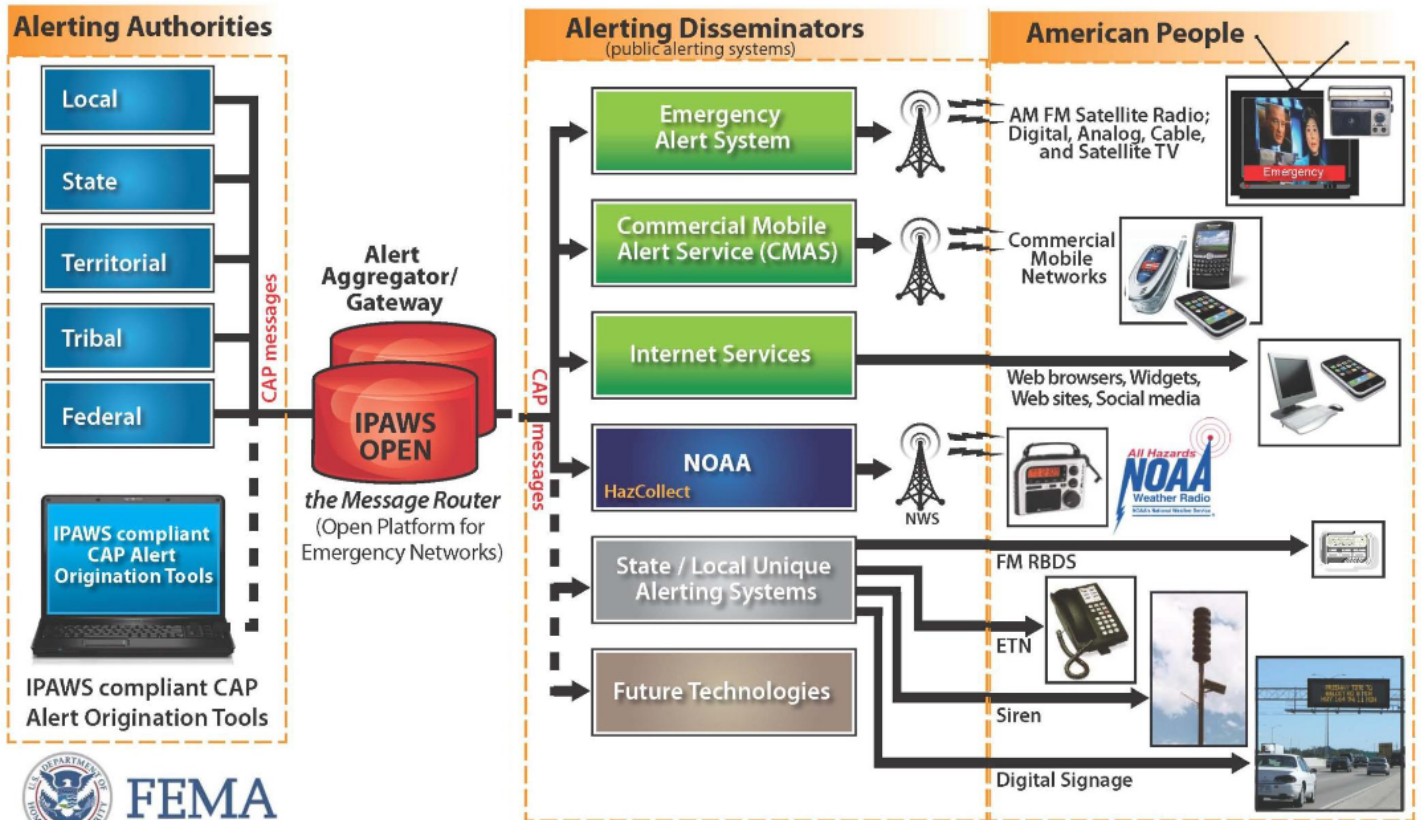 Alerting Authorities
Local
State
Territorial
Tribal
Federal
CAP messages
IPAWS compliant
CAP Alert
Origination Tools
IPAWS compliant CAP
Alert Origination Tools
FEMA
Alert
Aggregator/
Gateway
IPAWS
OPEN
the Message Router
(Open Platform for
Emergency Networks)
CAP messages
Alerting Disseminators
(public alerting systems)
Emergency
Alert System
Commercial Mobile
Alert Service (CMAS)
Internet Services
NOAA
HazCollect
NWS
State / Local Unique
Alerting Systems
Future Technologies
American People
AM FM Satellite Radio;
Digital, Analog, Cable,
and Satellite TV
Emergency
Commercial
Mobile
Networks
Web browsers, Widgets,
Web sites, Social media
All Hazards
NOAA
Weather Radio
FM RBDS
ETN
Siren
Digital Signage